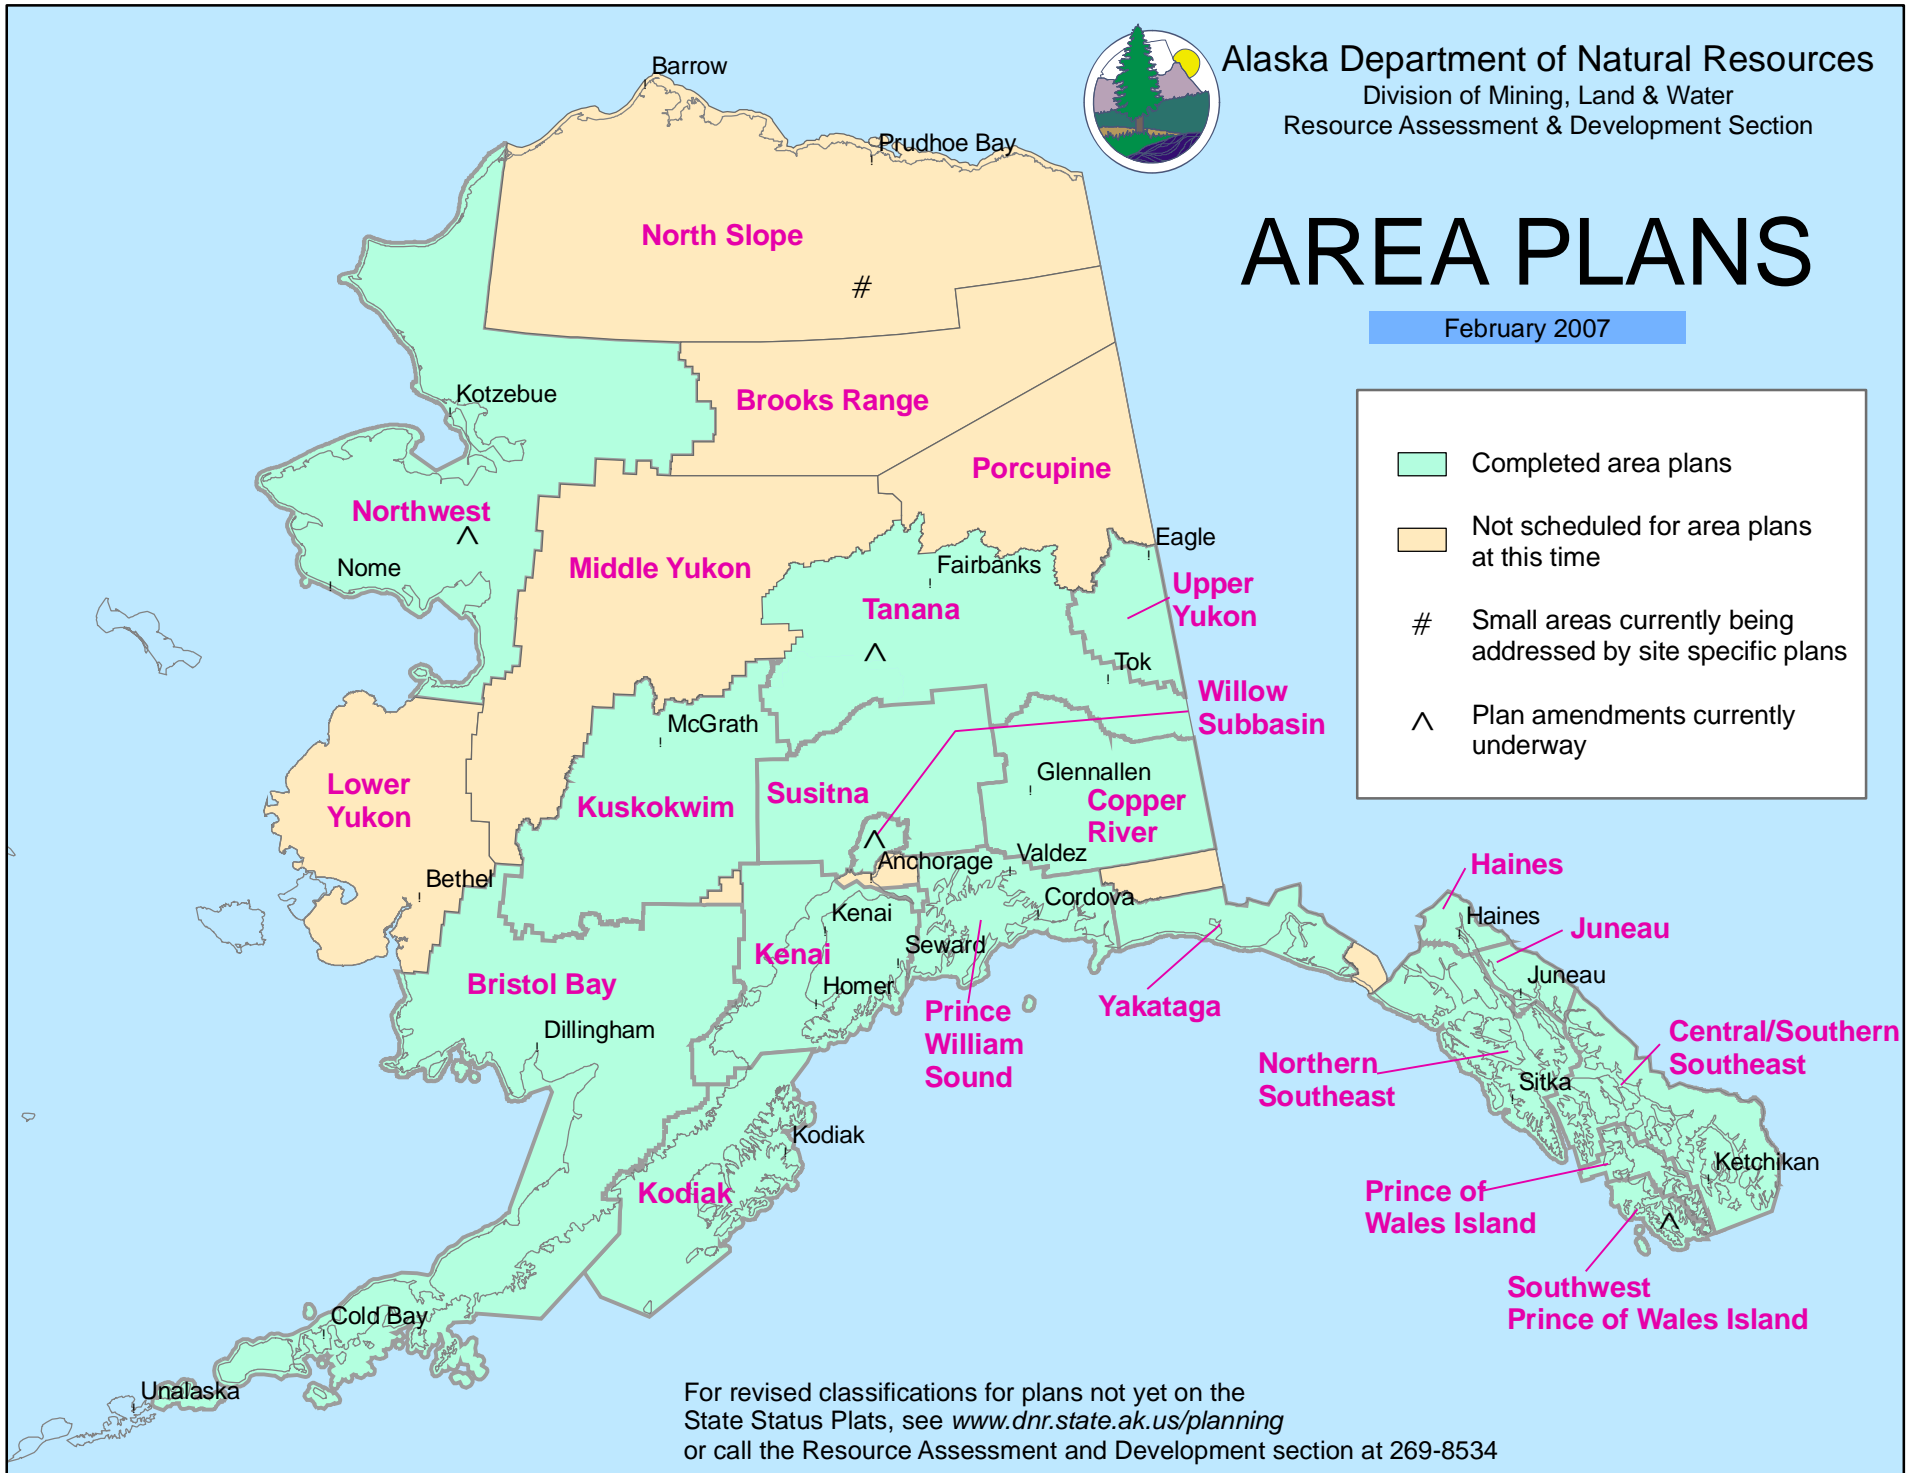 Alaska Department of Natural Resources
Division of Mining, Land & Water
Resource Assessment & Development Section
AREA PLANS
February 2007
Completed area plans
Not scheduled for area plans
at this time
# Small areas currently being
addressed by site specific plans
^ Plan amendments currently
underway
Barrow
Prudhoe Bay
North Slope
#
Kotzebue
Brooks Range
Porcupine
Northwest
^
Nome
Middle Yukon
Eagle
Fairbanks
Tanana
^
Upper
Yukon
Tok
Willow
Subbasin
McGrath
Lower
Yukon
Kuskokwim
Susitna
Glennallen
Copper
River
^
Anchorage
Valdez
Bethel
Cordova
Kenai
Kenai
Seward
Homer
Bristol Bay
Dillingham
Prince
William
Sound
Yakataga
Haines
Haines
Juneau
Juneau
Central/Southern
Southeast
Northern
Southeast
Sitka
Kodiak
Kodiak
Ketchikan
Prince of
Wales Island
^
Southwest
Prince of Wales Island
Cold Bay
Unalaska
For revised classifications for plans not yet on the
State Status Plats, see www.dnr.state.ak.us/planning
or call the Resource Assessment and Development section at 269-8534